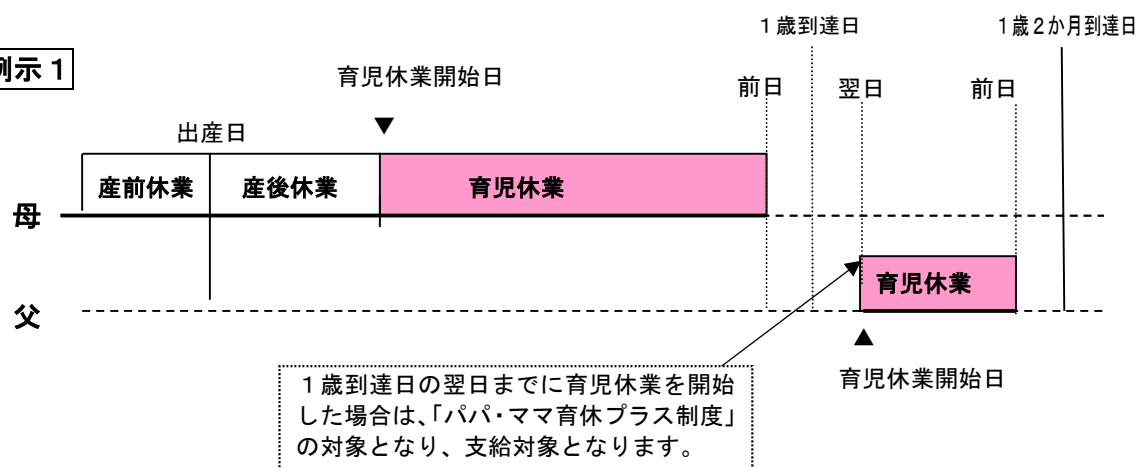 1歳到達日
1歳2か月到達日
例示1
育児休業開始日
前日
翌日
前日
出産日
▼
産前休業
産後休業
育児休業
母
育児休業
父
▲
育児休業開始日
1歳到達日の翌日までに育児休業を開始
した場合は、「パパ・ママ育休プラス制度」
の対象となり、支給対象となります。